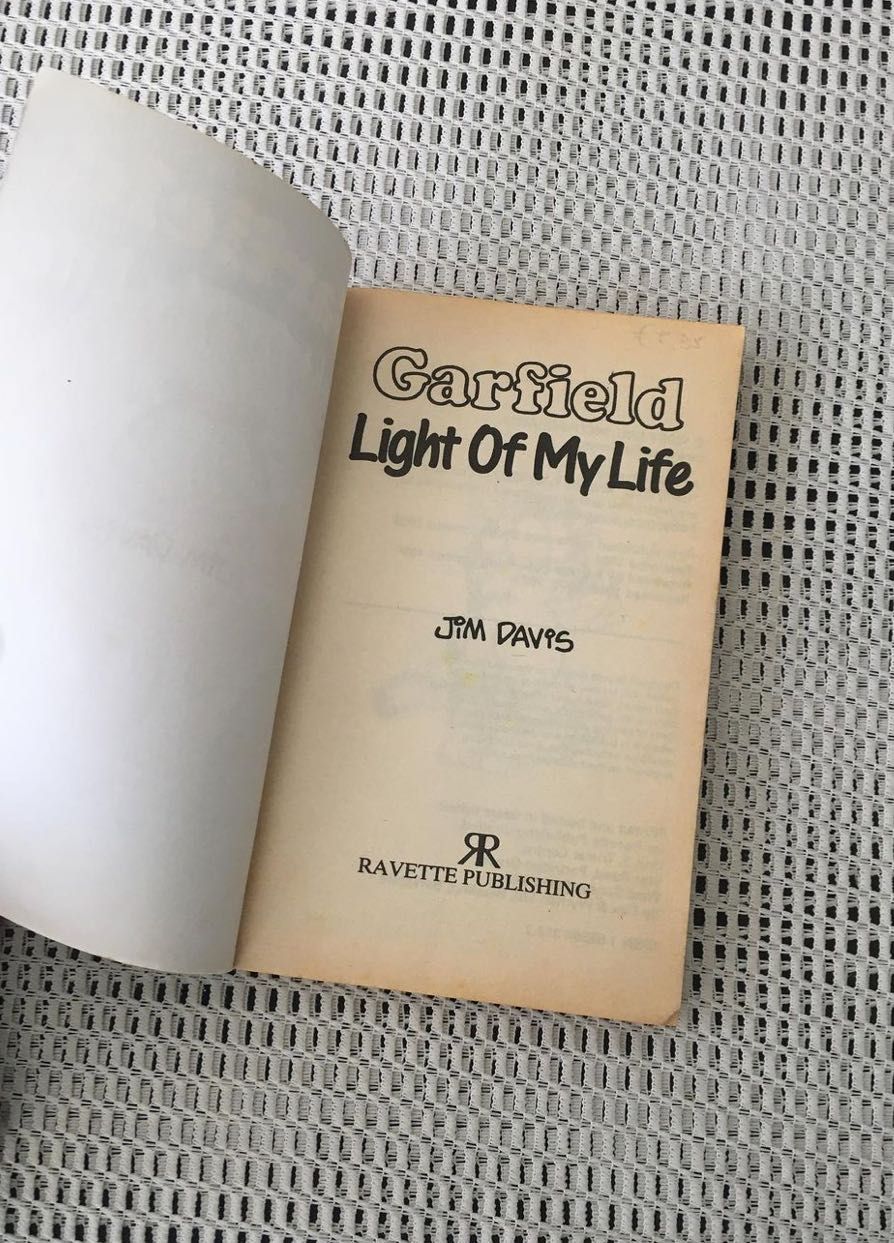 Garfield
Light Of My Life
JiM DAViS
RAVETTE PUBLISHING